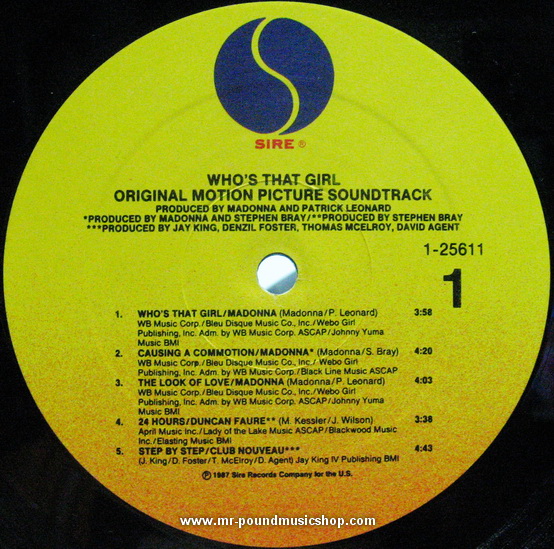 SIRE ®
WHO'S THAT GIRL
ORIGINAL MOTION PICTURE SOUNDTRACK
PRODUCED BY MADONNA AND PATRICK LEONARD
*PRODUCED BY MADONNA AND STEPHEN BRAY/**PRODUCED BY STEPHEN BRAY
***PRODUCED BY JAY KING, DENZIL FOSTER, THOMAS MCELROY, DAVID AGENT
1-25611
1
1. WHO'S THAT GIRL/MADONNA (Madonna/P. Leonard) 3:58
WB Music Corp./Bleu Disque Music Co., Inc./Webo Girl
Publishing, Inc. Adm. by WB Music Corp. ASCAP/Johnny Yuma
Music BMI
2. CAUSING A COMMOTION/MADONNA* (Madonna/S. Bray) 4:20
WB Music Corp./Bleu Disque Music Co., Inc./Webo Girl
Publishing, Inc. Adm. by WB Music Corp./Black Line Music ASCAP
3. THE LOOK OF LOVE/MADONNA (Madonna/P. Leonard) 4:03
WB Music Corp./Bleu Disque Music Co., Inc./Webo Girl
Publishing, Inc. Adm. by WB Music Corp. ASCAP/Johnny Yuma
Music BMI
4. 24 HOURS/DUNCAN FAURE** (M. Kessler/J. Wilson) 3:38
April Music Inc./Lady of the Lake Music ASCAP/Blackwood Music
Inc./Elasting Music BMI
5. STEP BY STEP/CLUB NOUVEAU*** 4:43
(J. King/D. Foster/T. McElroy/D. Agent) Jay King IV Publishing BMI
℗ 1987 Sire Records Company for the U.S.
www.mr-poundmusicshop.com